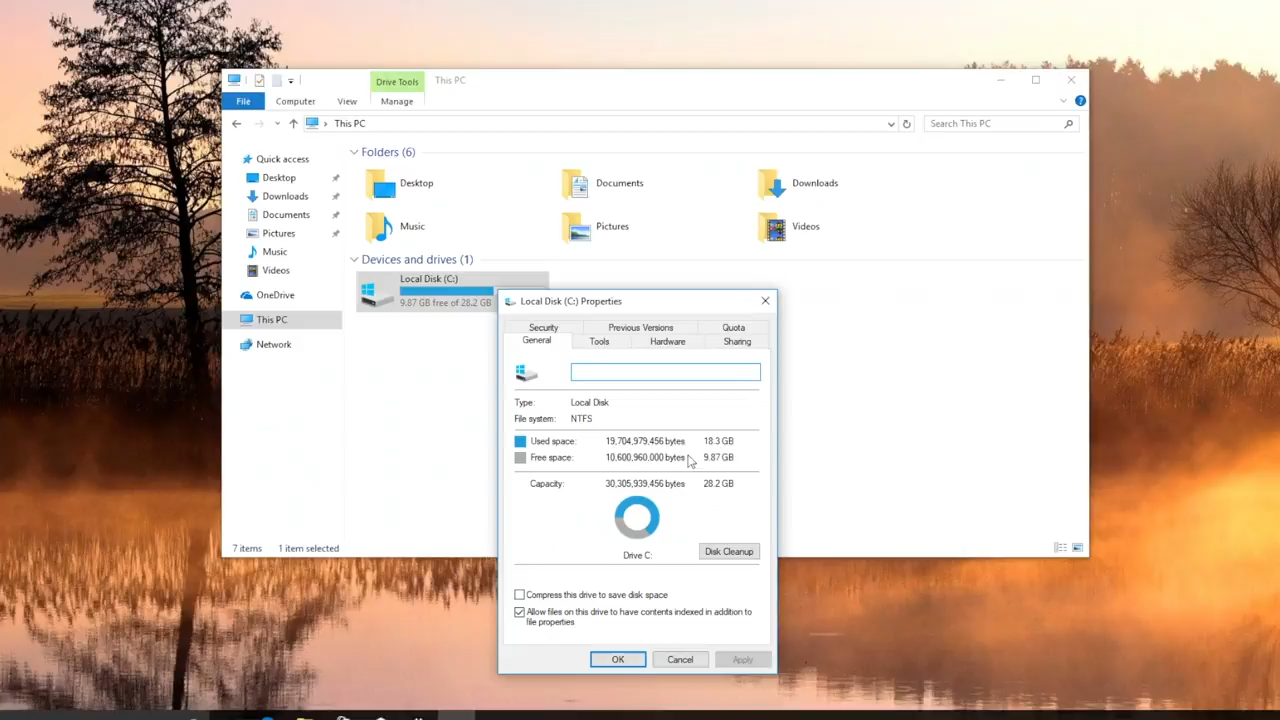 Drive Tools
This PC
File
Computer
View
Manage
This PC
Search This PC
Quick access
Desktop
Downloads
Documents
Pictures
Music
Videos
OneDrive
This PC
Network
Folders (6)
Desktop
Documents
Downloads
Music
Pictures
Videos
Devices and drives (1)
Local Disk (C:)
9.87 GB free of 28.2 GB
7 items
1 item selected
Local Disk (C:) Properties
Security
Previous Versions
Quota
General
Tools
Hardware
Sharing
Type: Local Disk
File system: NTFS
Used space: 19,704,979,456 bytes 18.3 GB
Free space: 10,600,960,000 bytes 9.87 GB
Capacity: 30,305,939,456 bytes 28.2 GB
Drive C:
Disk Cleanup
Compress this drive to save disk space
Allow files on this drive to have contents indexed in addition to
file properties
OK
Cancel
Apply